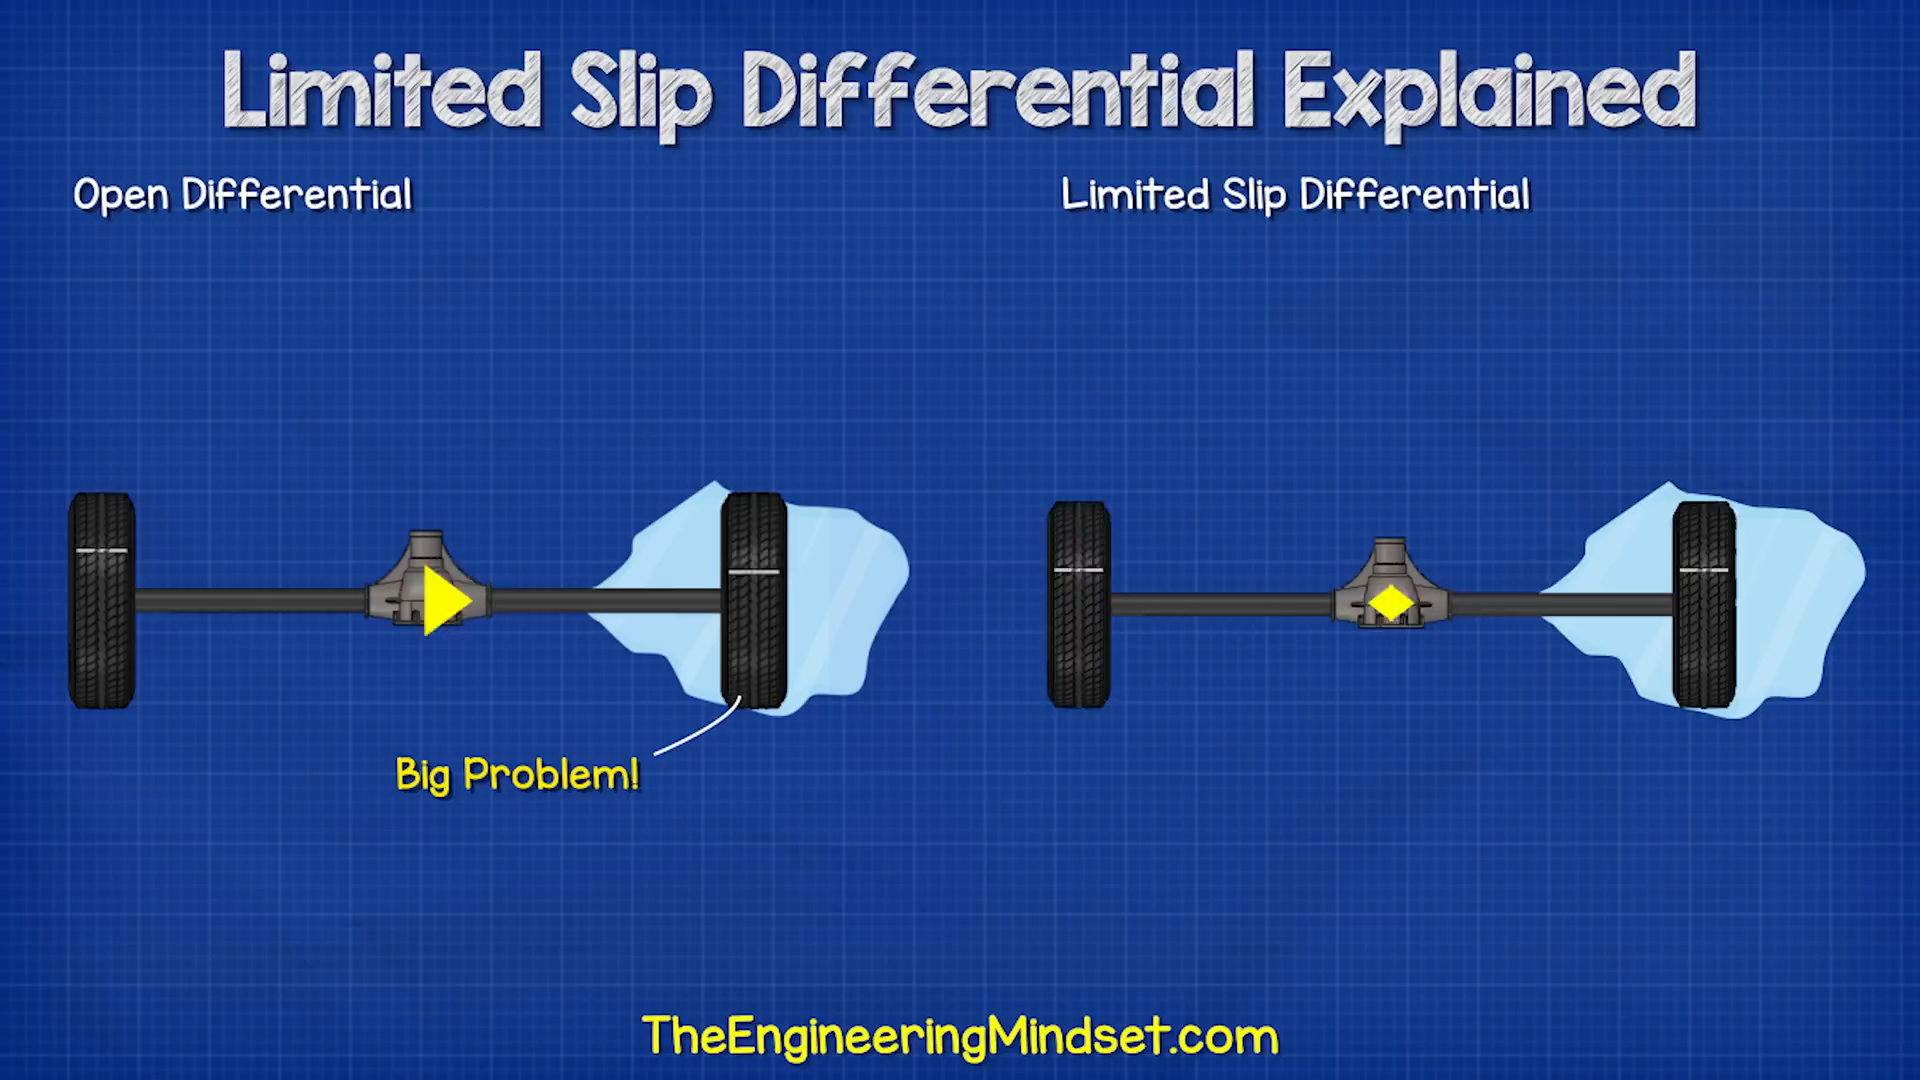 Limited Slip Differential Explained
Open Differential
Limited Slip Differential
Big Problem!
TheEngineeringMindset.com